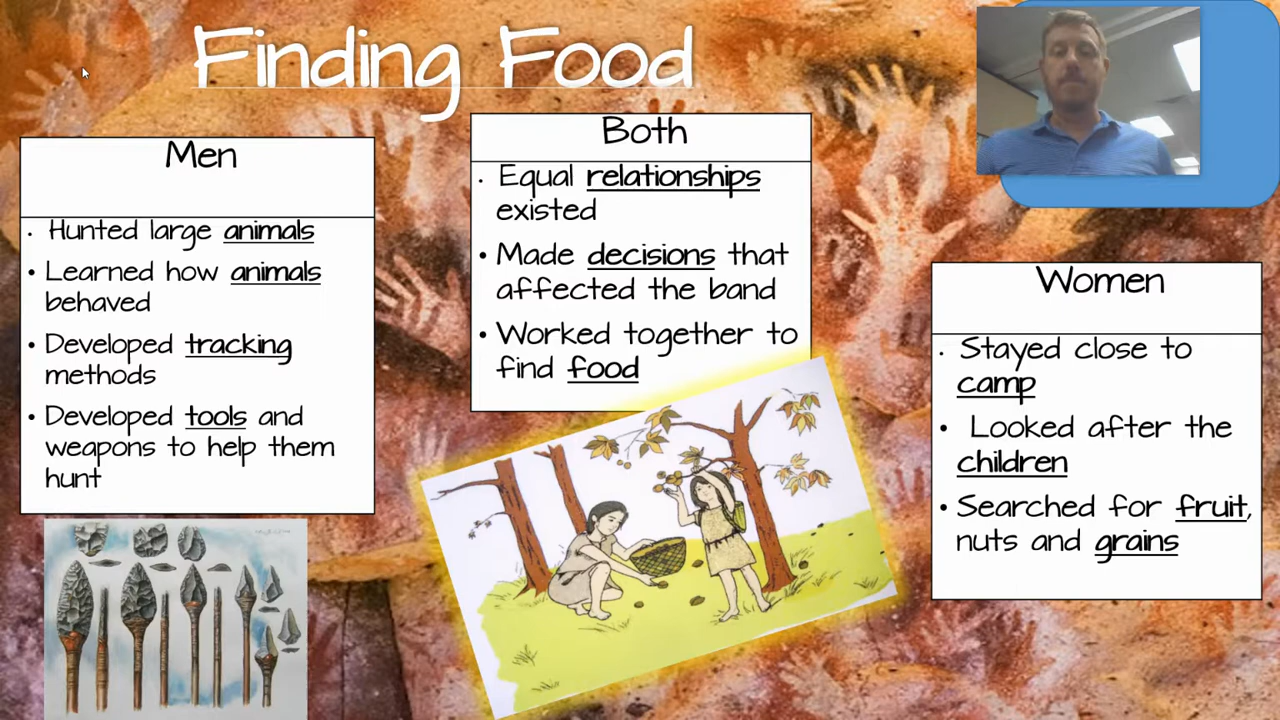 Finding Food
Men
• Hunted large animals
• Learned how animals
behaved
• Developed tracking
methods
• Developed tools and
weapons to help them
hunt
Both
• Equal relationships
existed
• Made decisions that
affected the band
• Worked together to
find food
Women
• Stayed close to
camp
• Looked after the
children
• Searched for fruit,
nuts and grains